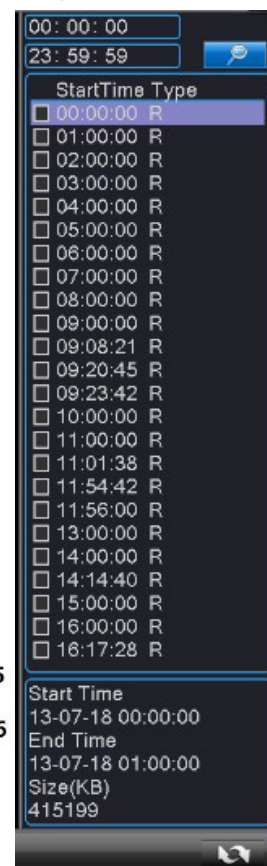 00: 00: 00
23: 59: 59
StartTime Type
00:00:00 R
01:00:00 R
02:00:00 R
03:00:00 R
04:00:00 R
05:00:00 R
06:00:00 R
07:00:00 R
08:00:00 R
09:00:00 R
09:08:21 R
09:20:45 R
09:23:42 R
10:00:00 R
11:00:00 R
11:01:38 R
11:54:42 R
11:56:00 R
13:00:00 R
14:00:00 R
14:14:40 R
15:00:00 R
16:00:00 R
16:17:28 R
Start Time
13-07-18 00:00:00
End Time
13-07-18 01:00:00
Size(KB)
415199